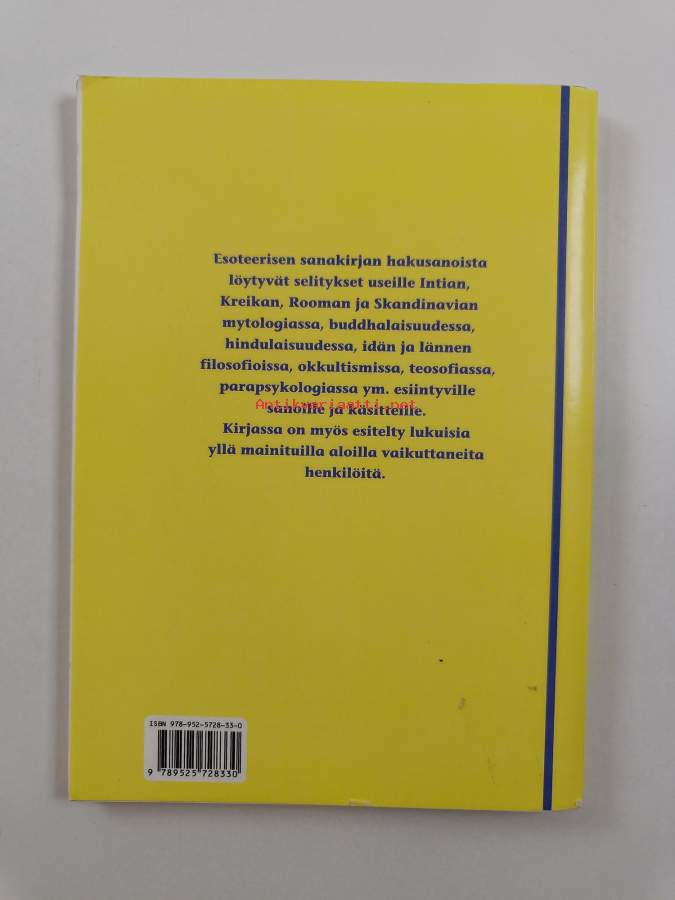 Esoteerisen sanakirjan hakusanoista
löytyvät selitykset useille Intian,
Kreikan, Rooman ja Skandinavian
mytologiassa, buddhalaisuudessa,
hindulaisuudessa, idän ja lännen
filosofioissa, okkultismissa, teosofiassa,
parapsykologiassa ym. esiintyville
Antikvariaatti.net
sanoille ja käsitteille.
Kirjassa on myös esitelty lukuisia
yllä mainituilla aloilla vaikuttaneita
henkilöitä.
ISBN 978-952-5728-33-0
9 789525 728330